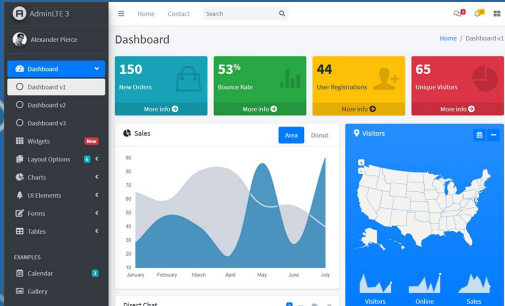 AdminLTE 3
Home Contact Search
Alexander Pierce
Dashboard
Home / Dashboard v1
Dashboard
Dashboard v1
Dashboard v2
Dashboard v3
Widgets New
Layout Options 6
Charts
UI Elements
Forms
Tables
EXAMPLES
Calendar 2
Gallery
150
New Orders
More info
53%
Bounce Rate
More info
44
User Registrations
More info
65
Unique Visitors
More info
Sales
Area Donut
90
80
70
60
50
40
30
20
10
January February March April May June July
Visitors
+
−
Visitors Online Sales
Direct Chat